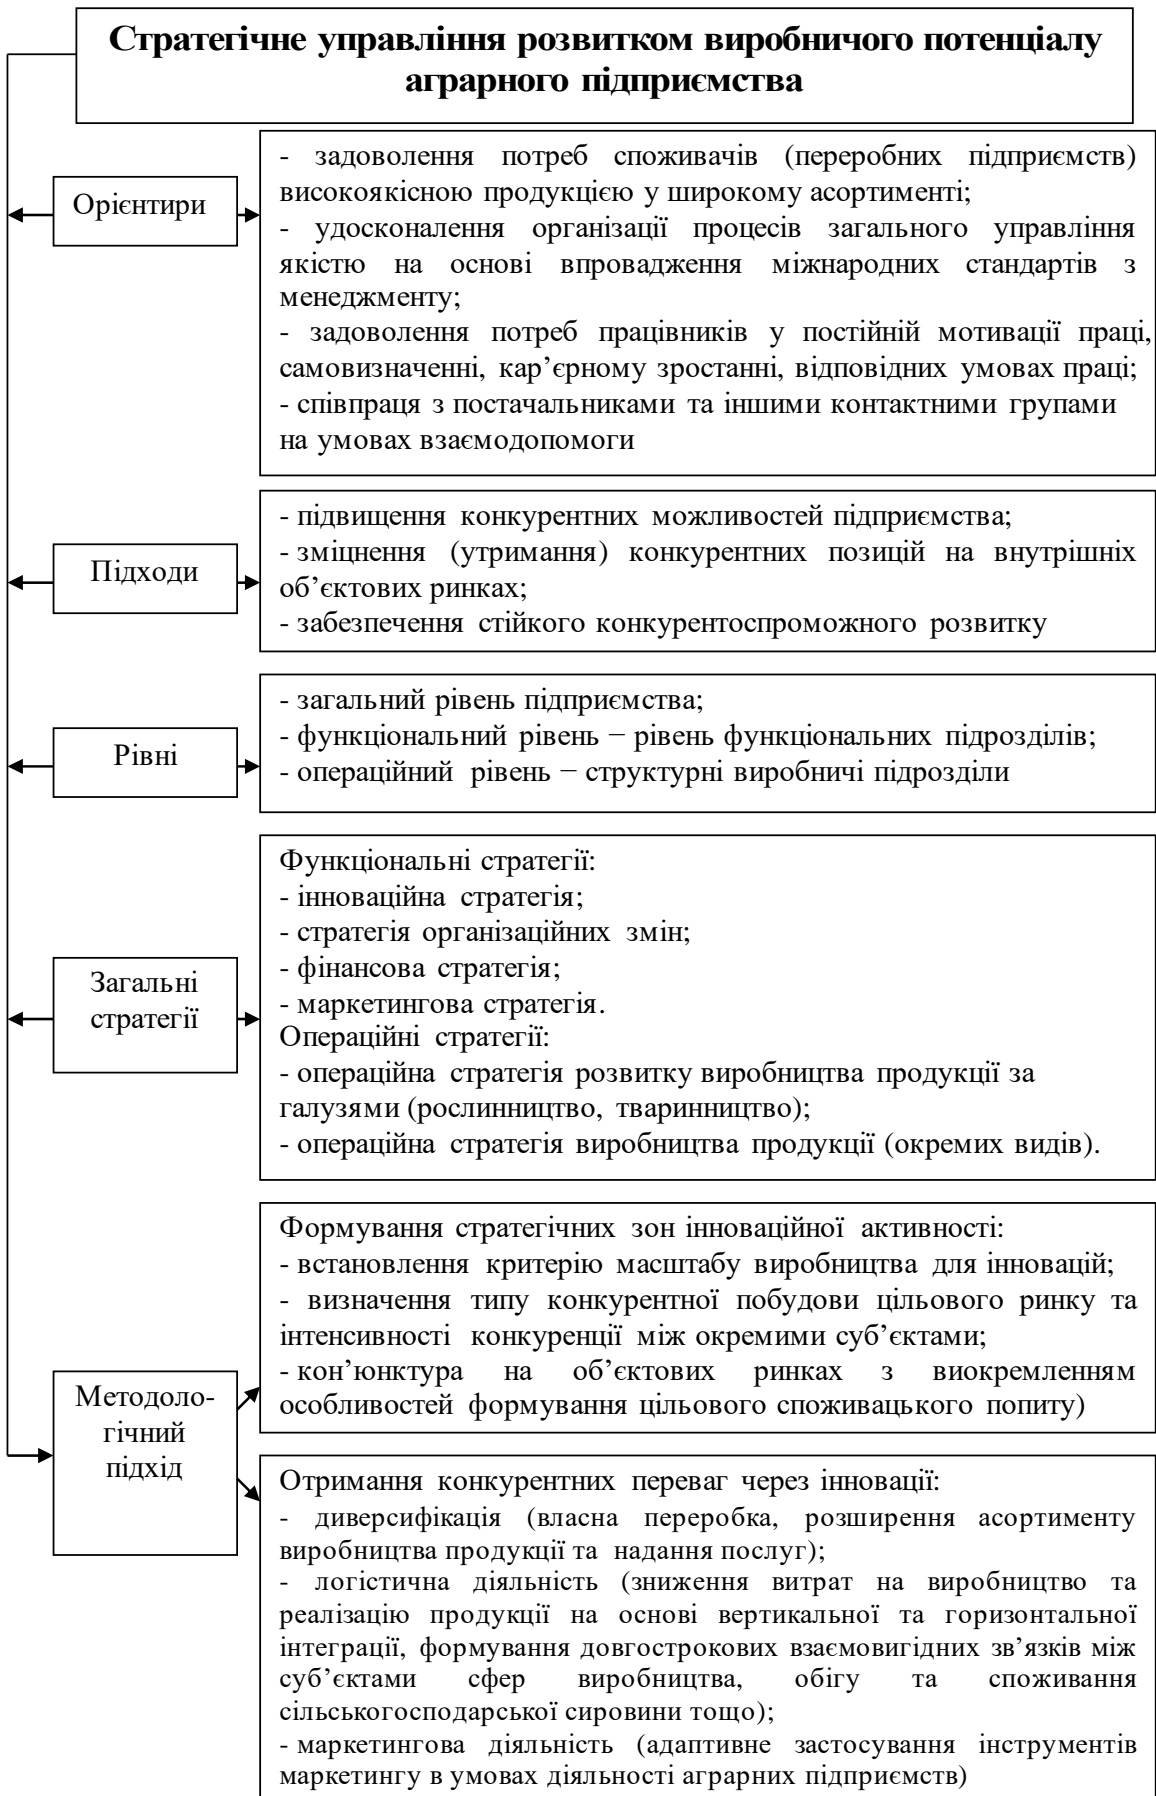 Стратегічне управління розвитком виробничого потенціалу
аграрного підприємства
Орієнтири
- задоволення потреб споживачів (переробних підприємств)
високоякісною продукцією у широкому асортименті;
- удосконалення організації процесів загального управління
якістю на основі впровадження міжнародних стандартів з
менеджменту;
- задоволення потреб працівників у постійній мотивації праці,
самовизначенні, кар’єрному зростанні, відповідних умовах праці;
- співпраця з постачальниками та іншими контактними групами
на умовах взаємодопомоги
Підходи
- підвищення конкурентних можливостей підприємства;
- зміцнення (утримання) конкурентних позицій на внутрішніх
об’єктових ринках;
- забезпечення стійкого конкурентоспроможного розвитку
Рівні
- загальний рівень підприємства;
- функціональний рівень − рівень функціональних підрозділів;
- операційний рівень − структурні виробничі підрозділи
Загальні
стратегії
Функціональні стратегії:
- інноваційна стратегія;
- стратегія організаційних змін;
- фінансова стратегія;
- маркетингова стратегія.
Операційні стратегії:
- операційна стратегія розвитку виробництва продукції за
галузями (рослинництво, тваринництво);
- операційна стратегія виробництва продукції (окремих видів).
Методоло-
гічний
підхід
Формування стратегічних зон інноваційної активності:
- встановлення критерію масштабу виробництва для інновацій;
- визначення типу конкурентної побудови цільового ринку та
інтенсивності конкуренції між окремими суб’єктами;
- кон’юнктура на об’єктових ринках з виокремленням
особливостей формування цільового споживацького попиту)
Отримання конкурентних переваг через інновації:
- диверсифікація (власна переробка, розширення асортименту
виробництва продукції та надання послуг);
- логістична діяльність (зниження витрат на виробництво та
реалізацію продукції на основі вертикальної та горизонтальної
інтеграції, формування довгострокових взаємовигідних зв’язків між
суб’єктами сфер виробництва, обігу та споживання
сільськогосподарської сировини тощо);
- маркетингова діяльність (адаптивне застосування інструментів
маркетингу в умовах діяльності аграрних підприємств)